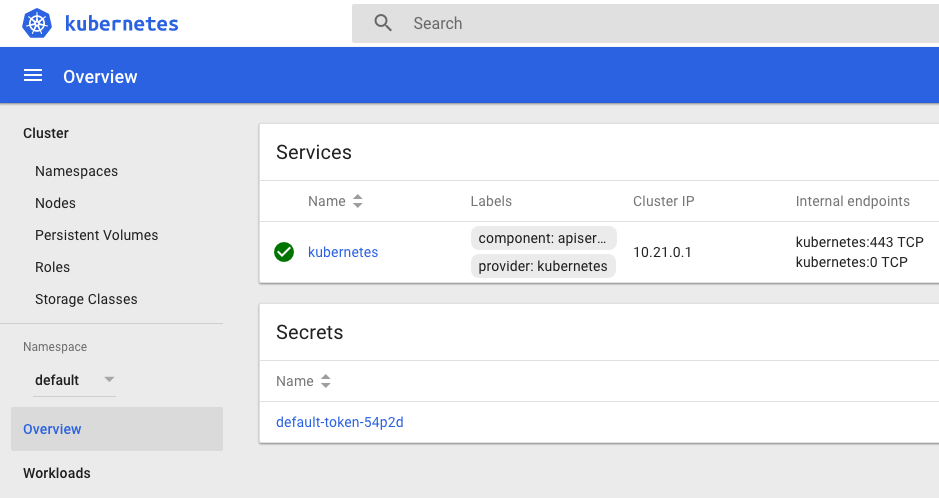 kubernetes
Search
Overview
Cluster
Namespaces
Nodes
Persistent Volumes
Roles
Storage Classes
Namespace
default
Overview
Workloads
Services
Name Labels Cluster IP Internal endpoints
kubernetes component: apiser... 10.21.0.1 kubernetes:443 TCP
provider: kubernetes kubernetes:0 TCP
Secrets
Name
default-token-54p2d